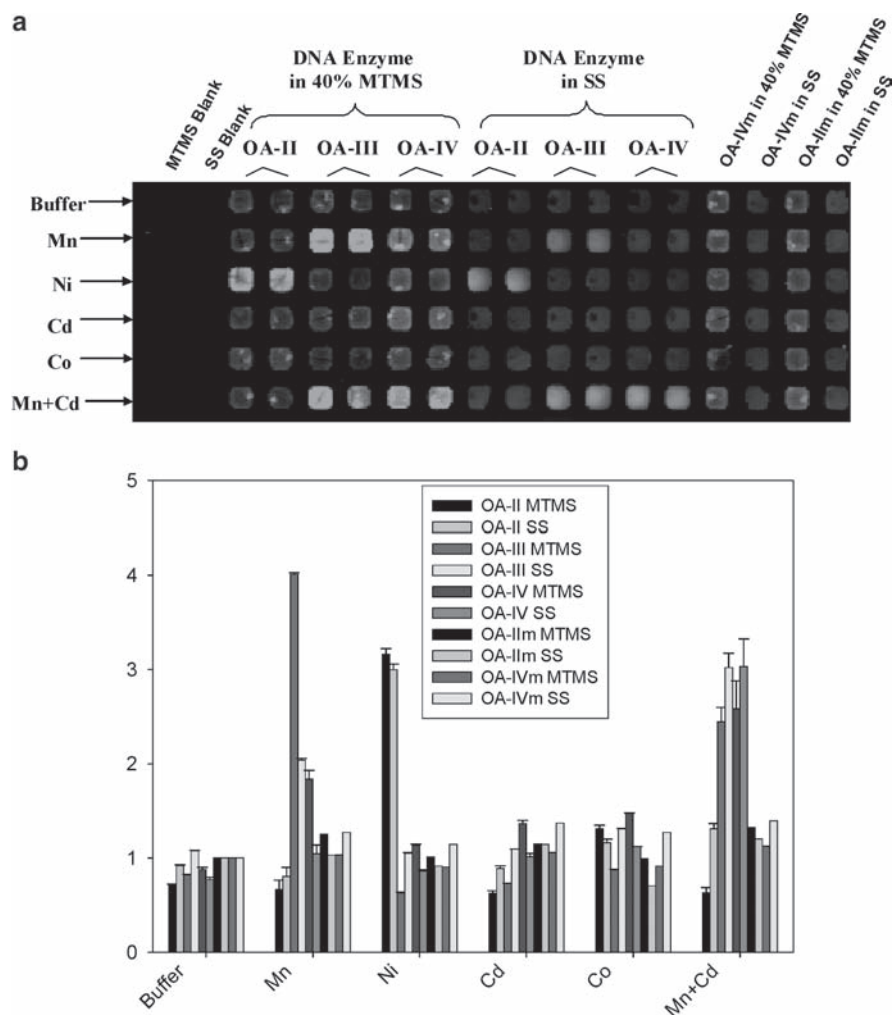 a
DNA Enzyme
in 40% MTMS
DNA Enzyme
in SS
MTMS Blank
SS Blank
OA-II
OA-III
OA-IV
OA-II
OA-III
OA-IV
OA-IVm in 40% MTMS
OA-IVm in SS
OA-IIm in 40% MTMS
OA-IIm in SS
Buffer
Mn
Ni
Cd
Co
Mn+Cd
b
5
4
3
2
1
0
OA-II MTMS
OA-II SS
OA-III MTMS
OA-III SS
OA-IV MTMS
OA-IV SS
OA-IIm MTMS
OA-IIm SS
OA-IVm MTMS
OA-IVm SS
Buffer
Mn
Ni
Cd
Co
Mn+Cd